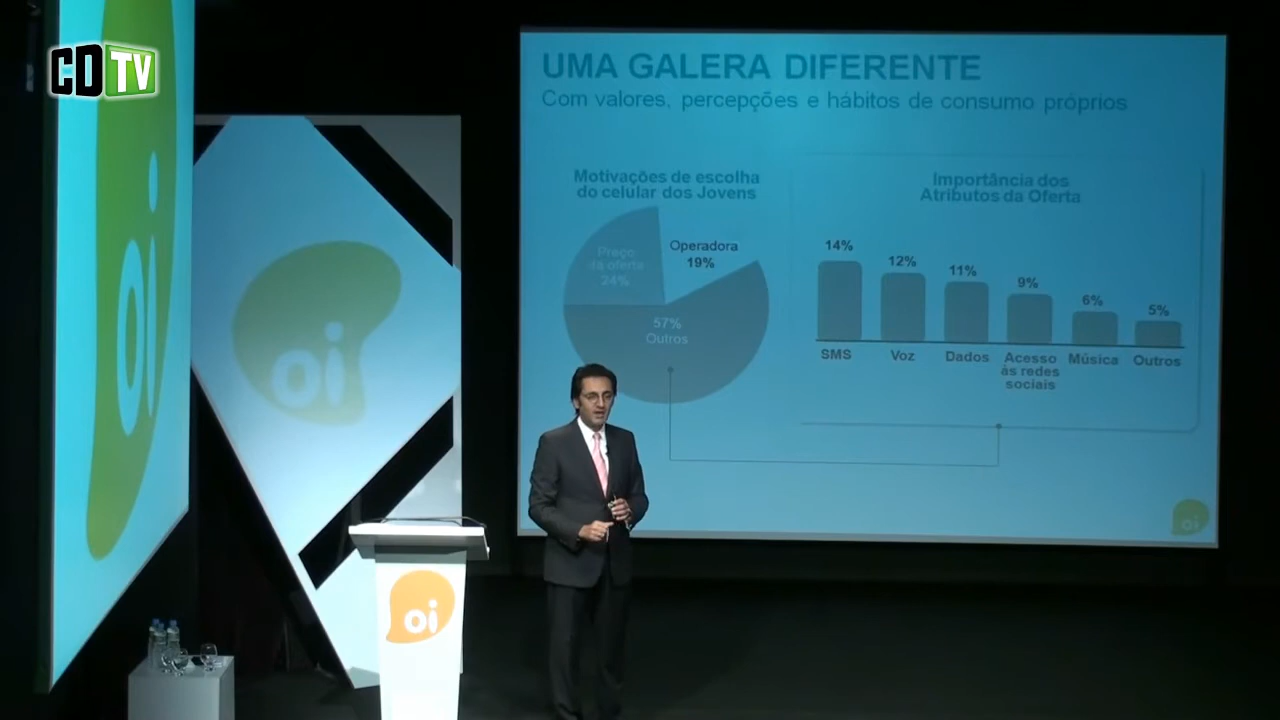 CDTV
oi
oi
oi
UMA GALERA DIFERENTE
Com valores, percepções e hábitos de consumo próprios
Motivações de escolha
do celular dos Jovens
Preço
da oferta
24%
Operadora
19%
57%
Outros
Importância dos
Atributos da Oferta
14%
12%
11%
9%
6%
5%
SMS
Voz
Dados
Acesso
às redes
sociais
Música
Outros
oi